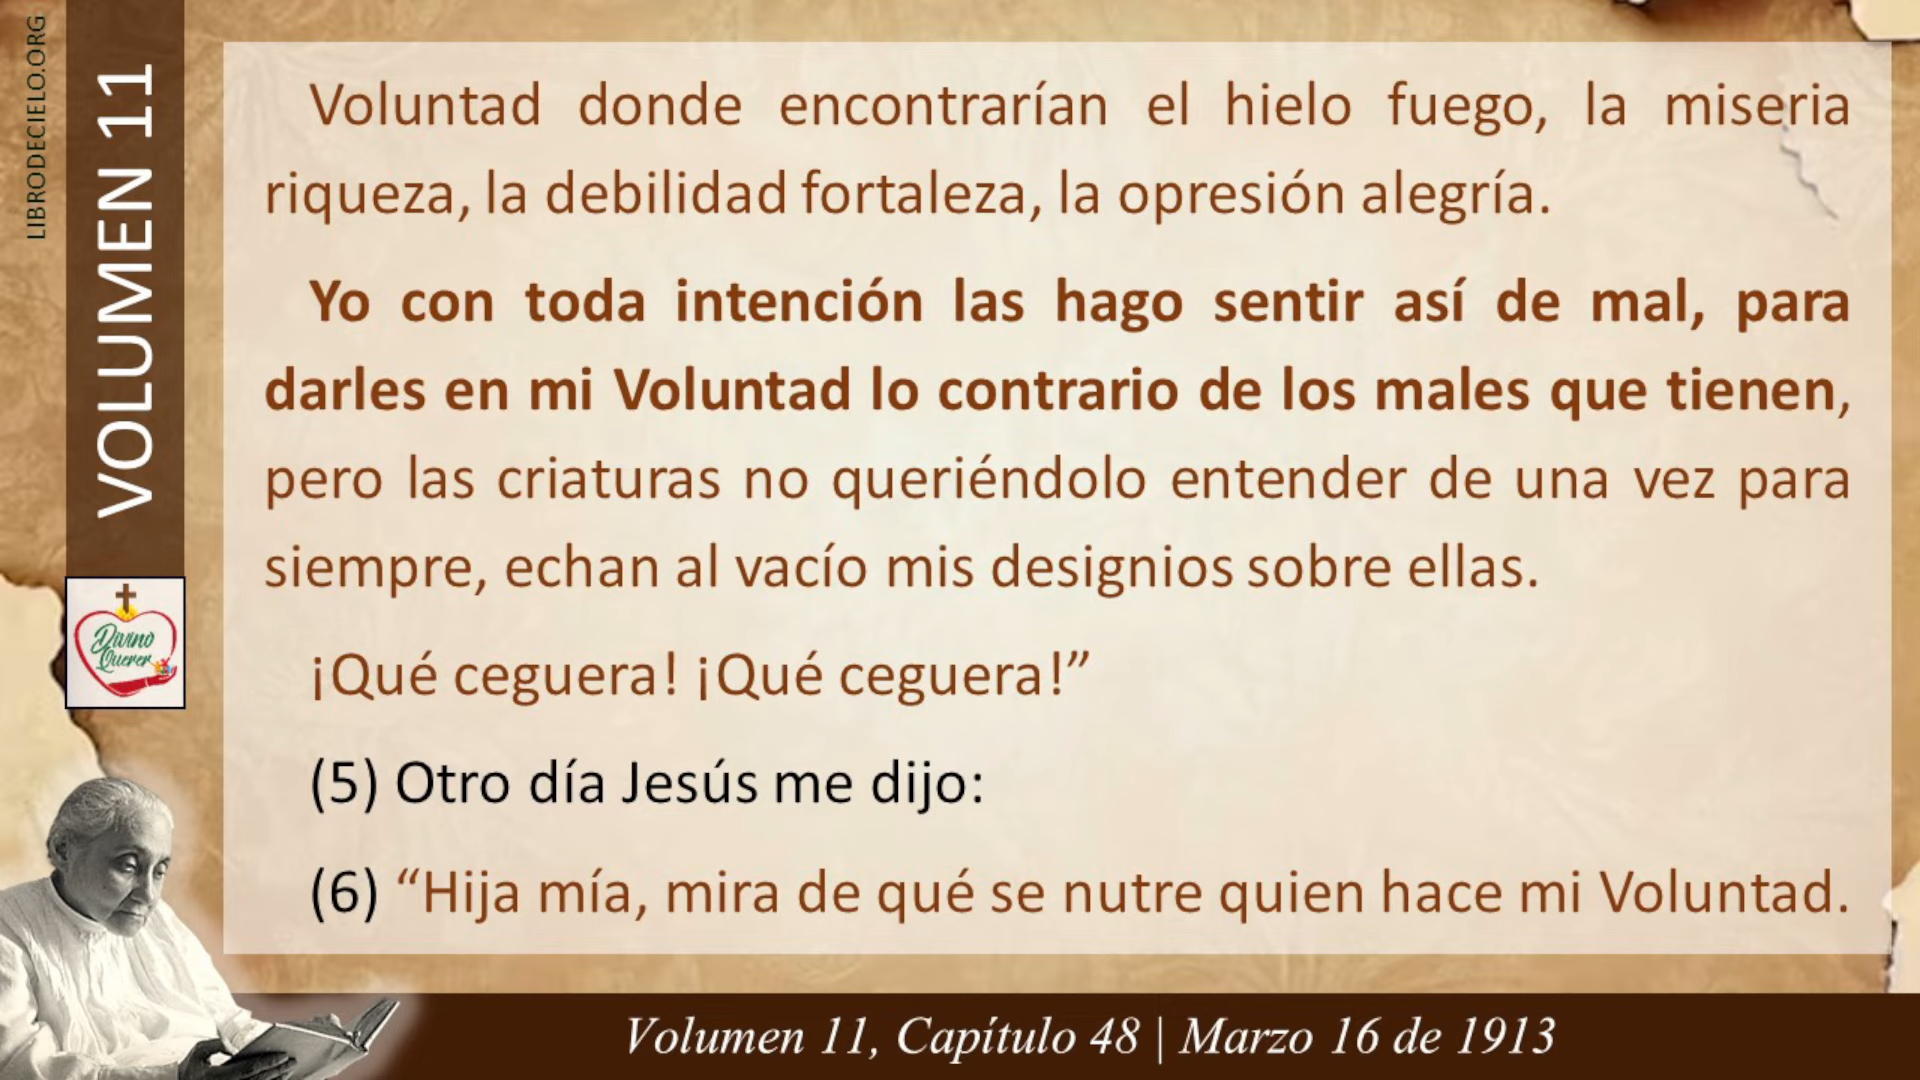 LIBRODECIELO.ORG
VOLUMEN 11
Voluntad donde encontrarían el hielo fuego, la miseria
riqueza, la debilidad fortaleza, la opresión alegría.
Yo con toda intención las hago sentir así de mal, para
darles en mi Voluntad lo contrario de los males que tienen,
pero las criaturas no queriéndolo entender de una vez para
siempre, echan al vacío mis designios sobre ellas.
¡Qué ceguera! ¡Qué ceguera!”
(5) Otro día Jesús me dijo:
(6) “Hija mía, mira de qué se nutre quien hace mi Voluntad.
Divino
Querer
Volumen 11, Capítulo 48 | Marzo 16 de 1913